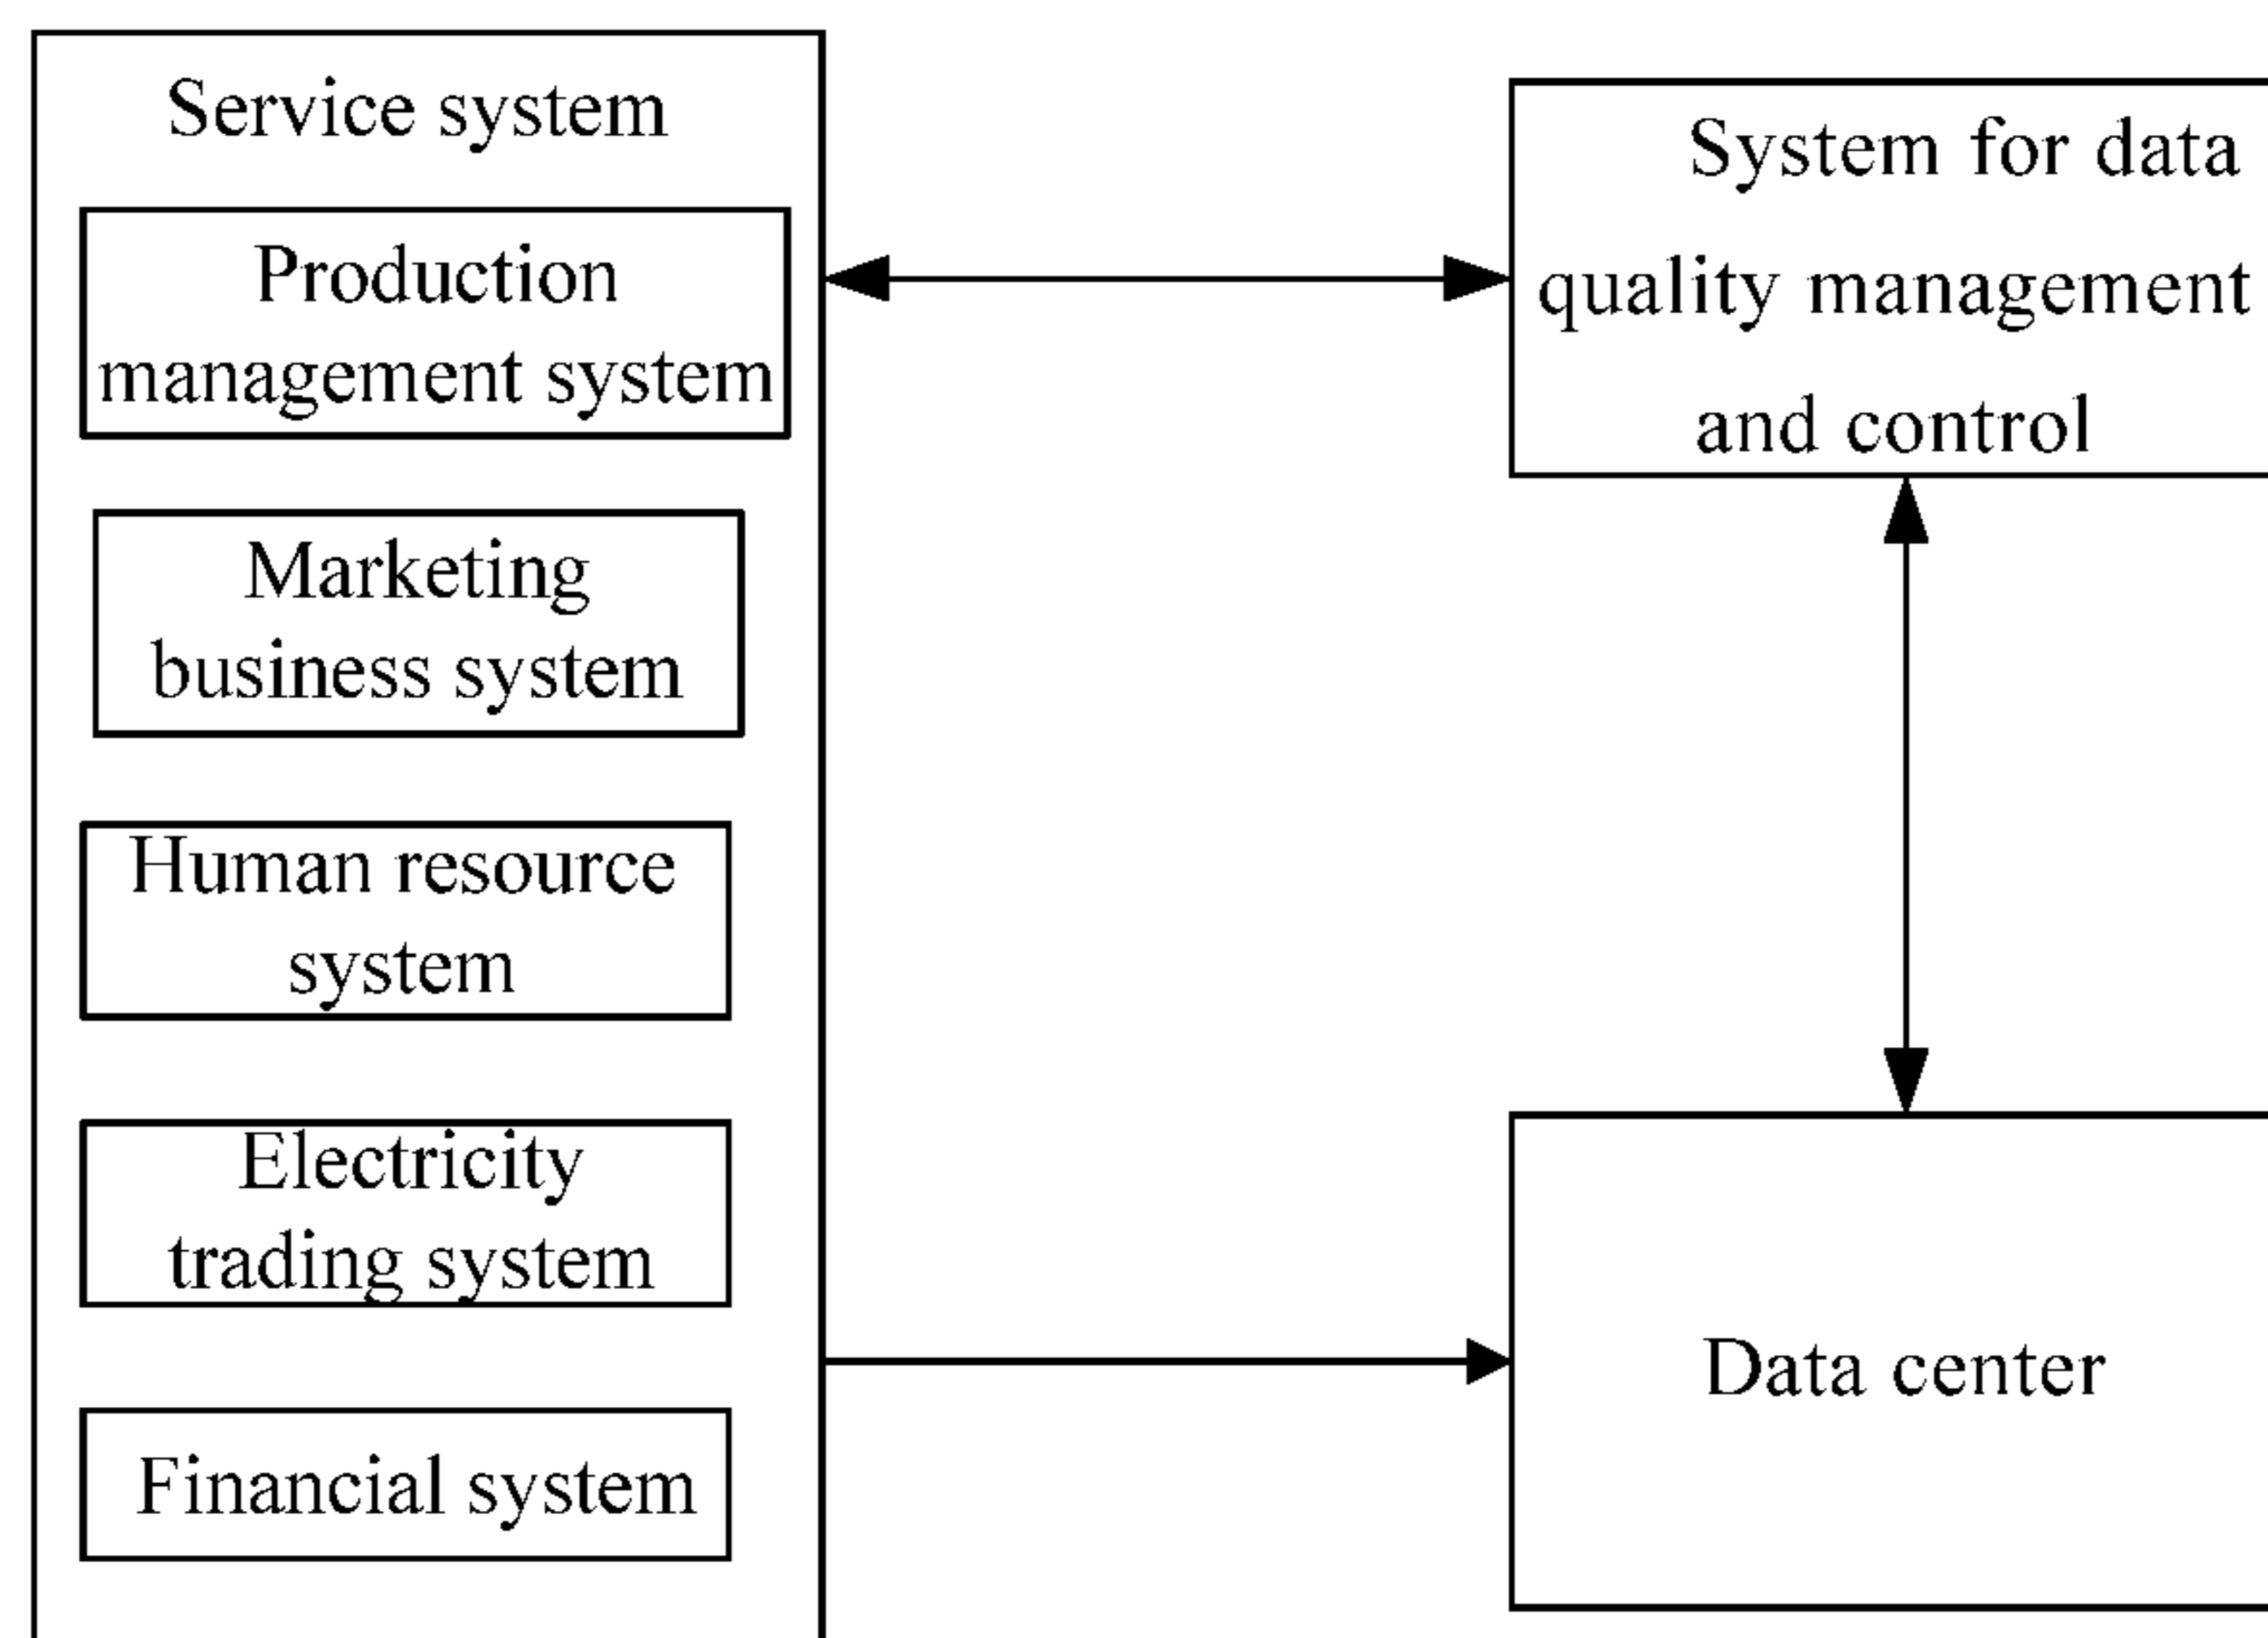 Service system
Production
management system
Marketing
business system
Human resource
system
Electricity
trading system
Financial system
System for data
quality management
and control
Data center